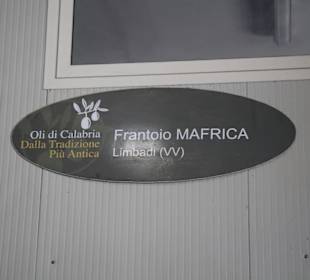 Oli di Calabria
Dalla Tradizione
Più Antica
Frantoio MAFRICA
Limbadi (VV)